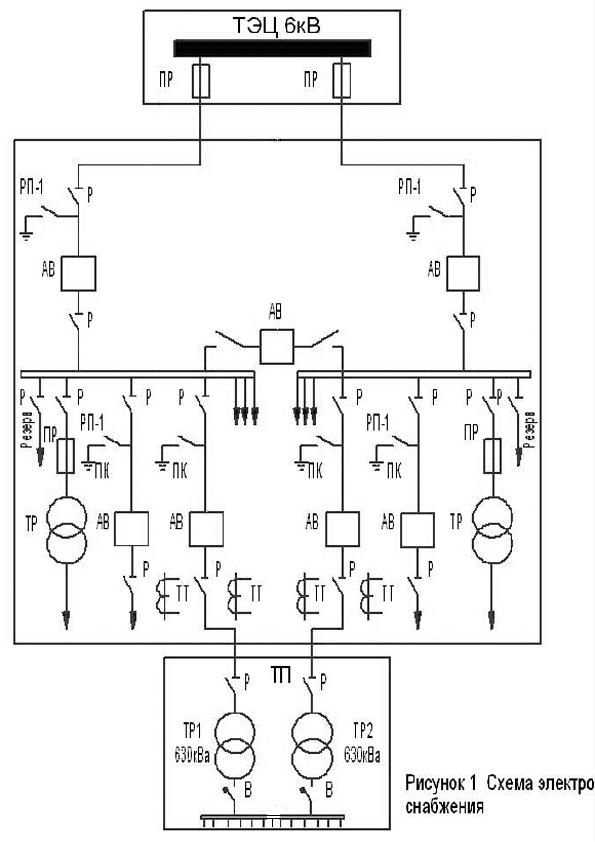 ТЭЦ 6кВ
ПР ПР
РП-1 Р РП-1 Р
АВ АВ
Р АВ Р
Р Р Р Р Р Р Р Р
Резерв ПР РП-1 РП-1 ПР Резерв
ПК ПК ПК ПК
ТР АВ АВ АВ АВ ТР
Р Р Р Р
ТТ ТТ ТТ ТТ
ТП
Р Р
ТР1 ТР2
630кВа 630кВа
В В
Рисунок 1 Схема электро
снабжения